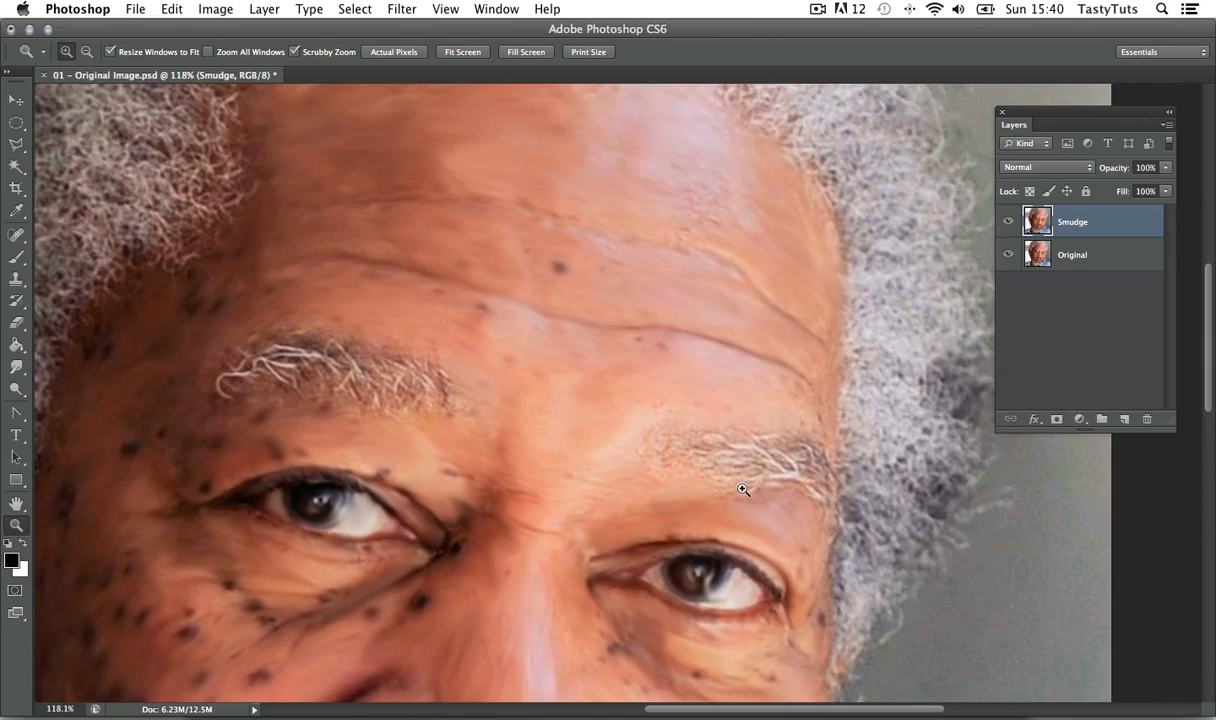 Photoshop File Edit Image Layer Type Select Filter View Window Help 12 Sun 15:40 TastyTuts
Adobe Photoshop CS6
Resize Windows to Fit Zoom All Windows Scrubby Zoom Actual Pixels Fit Screen Fill Screen Print Size Essentials
01 - Original Image.psd @ 118% (Smudge, RGB/8) *
Layers
Kind
Normal Opacity: 100%
Lock: Fill: 100%
Smudge
Original
fx
118.1% Doc: 6.23M/12.5M